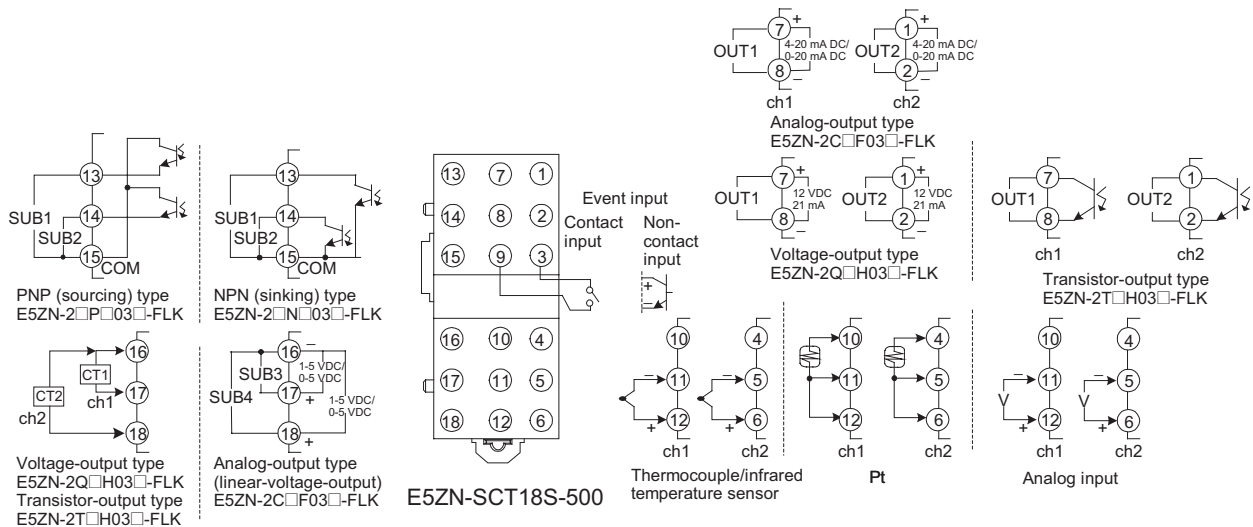 7
+
OUT1
4-20 mA DC/
0-20 mA DC
8
−
ch1
1
+
OUT2
4-20 mA DC/
0-20 mA DC
2
−
ch2
Analog-output type
E5ZN-2C□F03□-FLK
13
14
15
SUB1
SUB2
COM
PNP (sourcing) type
E5ZN-2□P□03□-FLK
13
14
15
SUB1
SUB2
COM
NPN (sinking) type
E5ZN-2□N□03□-FLK
13 7 1
14 8 2
15 9 3
16 10 4
17 11 5
18 12 6
E5ZN-SCT18S-500
Event input
Contact
input
Non-
contact
input
+
−
7
+
OUT1
12 VDC
21 mA
8
−
ch1
1
+
OUT2
12 VDC
21 mA
2
−
ch2
Voltage-output type
E5ZN-2Q□H03□-FLK
7
OUT1
8
ch1
1
OUT2
2
ch2
Transistor-output type
E5ZN-2T□H03□-FLK
16
CT1
17
CT2
ch1
ch2
18
Voltage-output type
E5ZN-2Q□H03□-FLK
Transistor-output type
E5ZN-2T□H03□-FLK
16
−
SUB3
1-5 VDC/
0-5 VDC
17
+
SUB4
1-5 VDC/
0-5 VDC
18
+
Analog-output type
(linear-voltage-output)
E5ZN-2C□F03□-FLK
10
−
11
+
12
ch1
4
−
5
+
6
ch2
Thermocouple/infrared
temperature sensor
10
11
12
ch1
4
5
6
ch2
Pt
10
−
11
V
+
12
ch1
4
−
5
V
+
6
ch2
Analog input